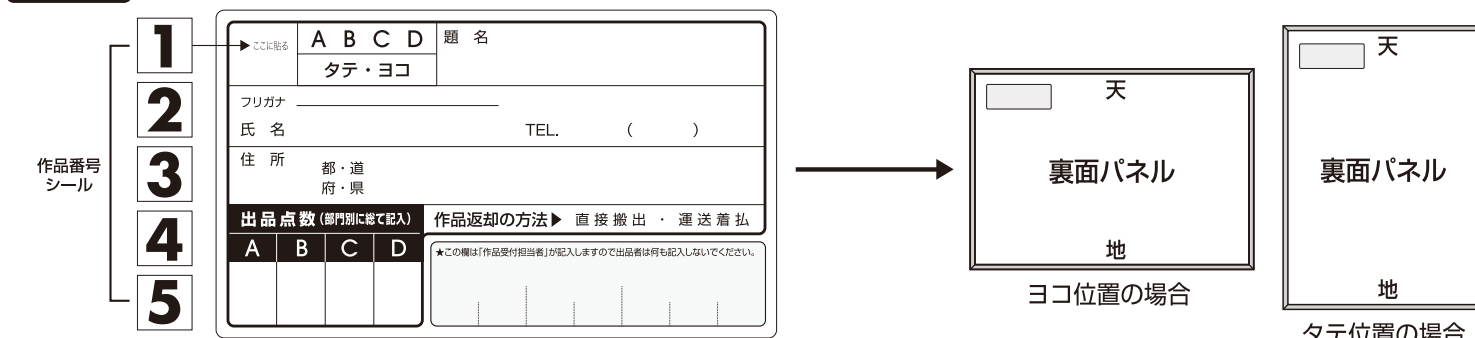 作品番号
シール
1
2
3
4
5
ここに貼る
A B C D
タテ・ヨコ
題 名
フリガナ
氏 名
TEL. ( )
住 所
都・道
府・県
出品点数(部門別に総て記入)
A B C D
作品返却の方法▶ 直接搬出 ・ 運送着払
★この欄は「作品受付担当者」が記入しますので出品者は何も記入しないでください。
天
裏面パネル
地
ヨコ位置の場合
天
裏面パネル
地
タテ位置の場合